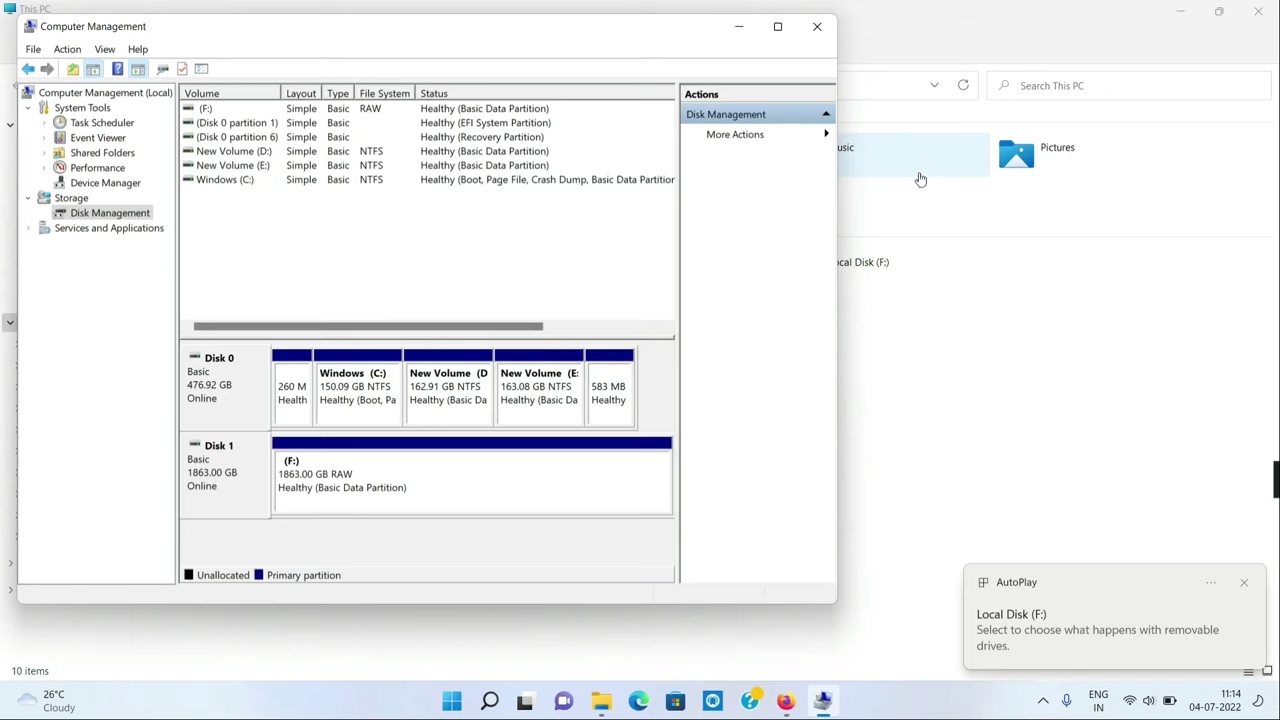 This PC
Computer Management
File Action View Help
Computer Management (Local)
System Tools
Task Scheduler
Event Viewer
Shared Folders
Performance
Device Manager
Storage
Disk Management
Services and Applications
Volume Layout Type File System Status
(F:) Simple Basic RAW Healthy (Basic Data Partition)
(Disk 0 partition 1) Simple Basic Healthy (EFI System Partition)
(Disk 0 partition 6) Simple Basic Healthy (Recovery Partition)
New Volume (D:) Simple Basic NTFS Healthy (Basic Data Partition)
New Volume (E:) Simple Basic NTFS Healthy (Basic Data Partition)
Windows (C:) Simple Basic NTFS Healthy (Boot, Page File, Crash Dump, Basic Data Partitior
Actions
Disk Management
More Actions
Disk 0
Basic
476.92 GB
Online
260 M
Health
Windows (C:)
150.09 GB NTFS
Healthy (Boot, Pa
New Volume (D
162.91 GB NTFS
Healthy (Basic Da
New Volume (E:
163.08 GB NTFS
Healthy (Basic Da
583 MB
Healthy
Disk 1
Basic
1863.00 GB
Online
(F:)
1863.00 GB RAW
Healthy (Basic Data Partition)
Unallocated Primary partition
Search This PC
usic
Pictures
ocal Disk (F:)
AutoPlay
Local Disk (F:)
Select to choose what happens with removable
drives.
10 items
26°C
Cloudy
ENG
IN
11:14
04-07-2022